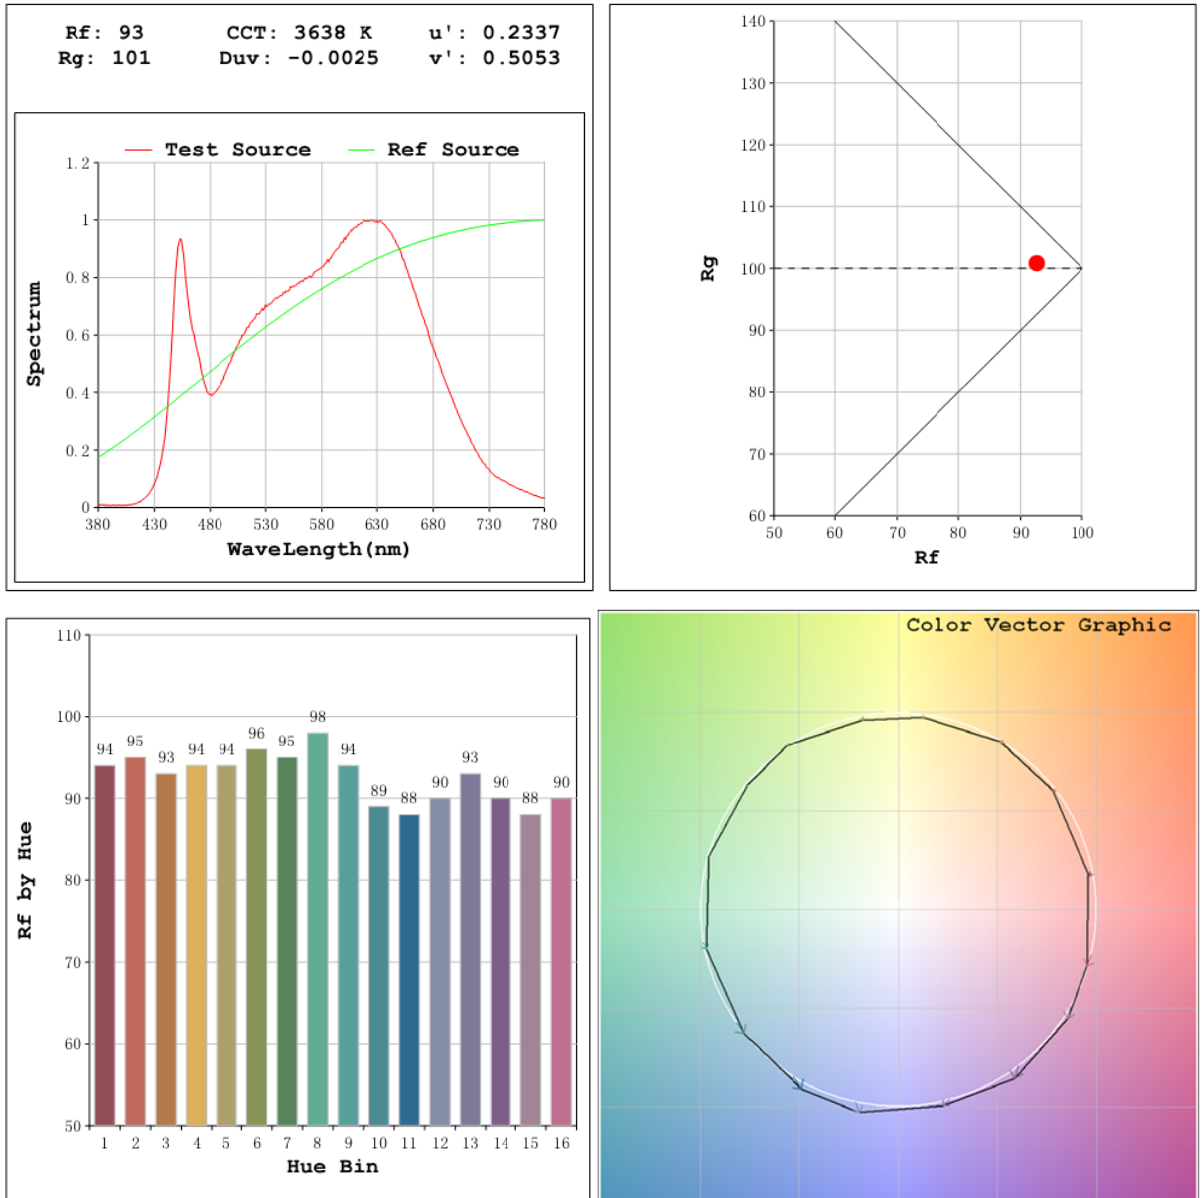 Rf: 93 CCT: 3638 K u': 0.2337
Rg: 101 Duv: -0.0025 v': 0.5053
Test Source Ref Source
1.2
1
0.8
0.6
0.4
0.2
0
Spectrum
380 430 480 530 580 630 680 730 780
WaveLength(nm)
140
130
120
110
100
90
80
70
60
Rg
50 60 70 80 90 100
Rf
110
100
90
80
70
60
50
Rf by Hue
94 95 93 94 94 96 95 98 94 89 88 90 93 90 88 90
1 2 3 4 5 6 7 8 9 10 11 12 13 14 15 16
Hue Bin
Color Vector Graphic